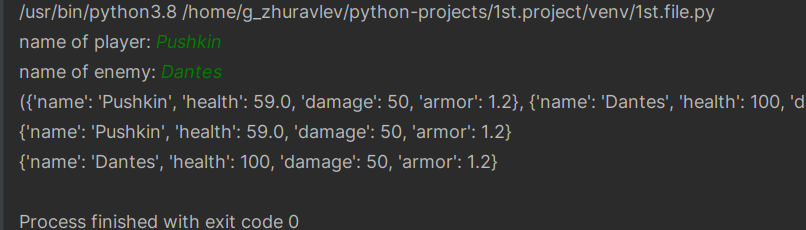 /usr/bin/python3.8 /home/g_zhuravlev/python-projects/1st.project/venv/1st.file.py
name of player: Pushkin
name of enemy: Dantes
({'name': 'Pushkin', 'health': 59.0, 'damage': 50, 'armor': 1.2}, {'name': 'Dantes', 'health': 100, 'd
{'name': 'Pushkin', 'health': 59.0, 'damage': 50, 'armor': 1.2}
{'name': 'Dantes', 'health': 100, 'damage': 50, 'armor': 1.2}
Process finished with exit code 0